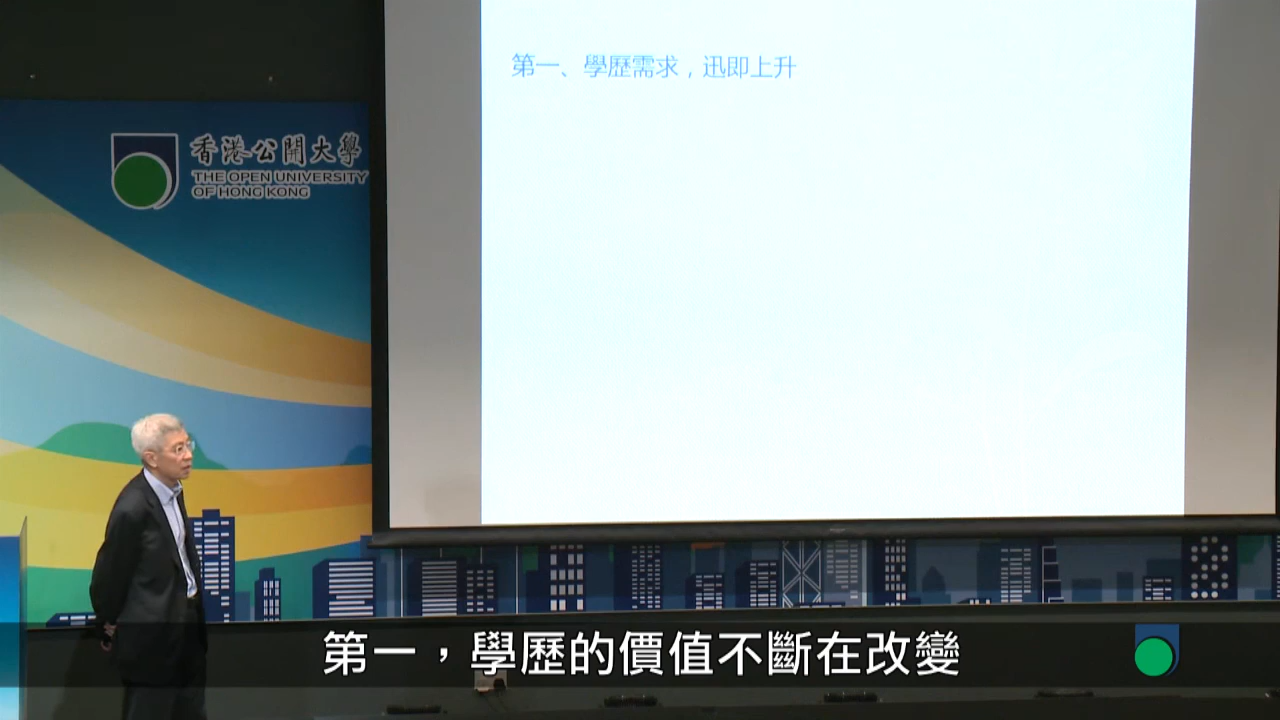 第一、學歷需求，迅即上升
香港公開大學
THE OPEN UNIVERSITY
OF HONG KONG
第一，學歷的價值不斷在改變